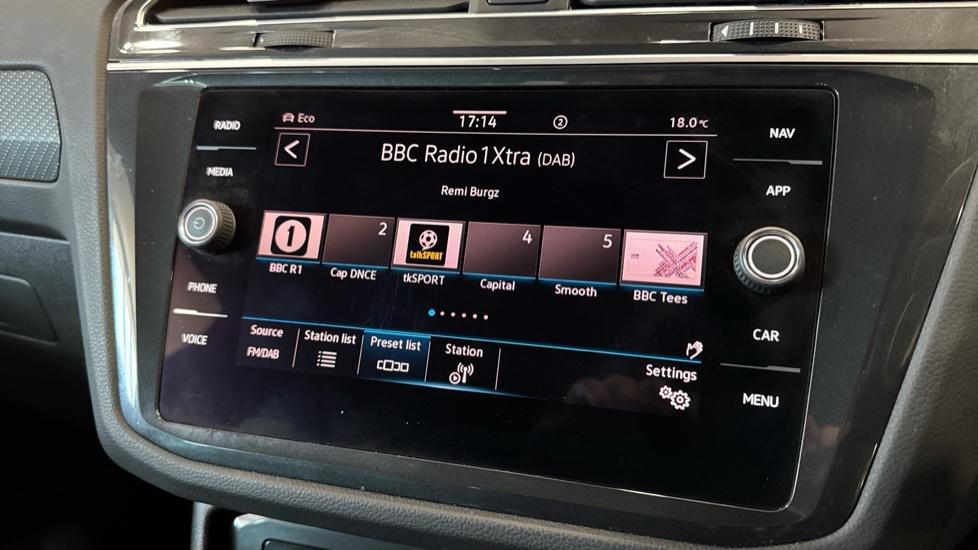 Eco 17:14 2 18.0°C
BBC Radio 1Xtra (DAB)
Remi Burgz
1 2 talkSPORT 4 5
BBC R1 Cap DNCE tkSPORT Capital Smooth BBC Tees
Source Station list Preset list Station Settings
FM/DAB
RADIO
MEDIA
PHONE
VOICE
NAV
APP
CAR
MENU